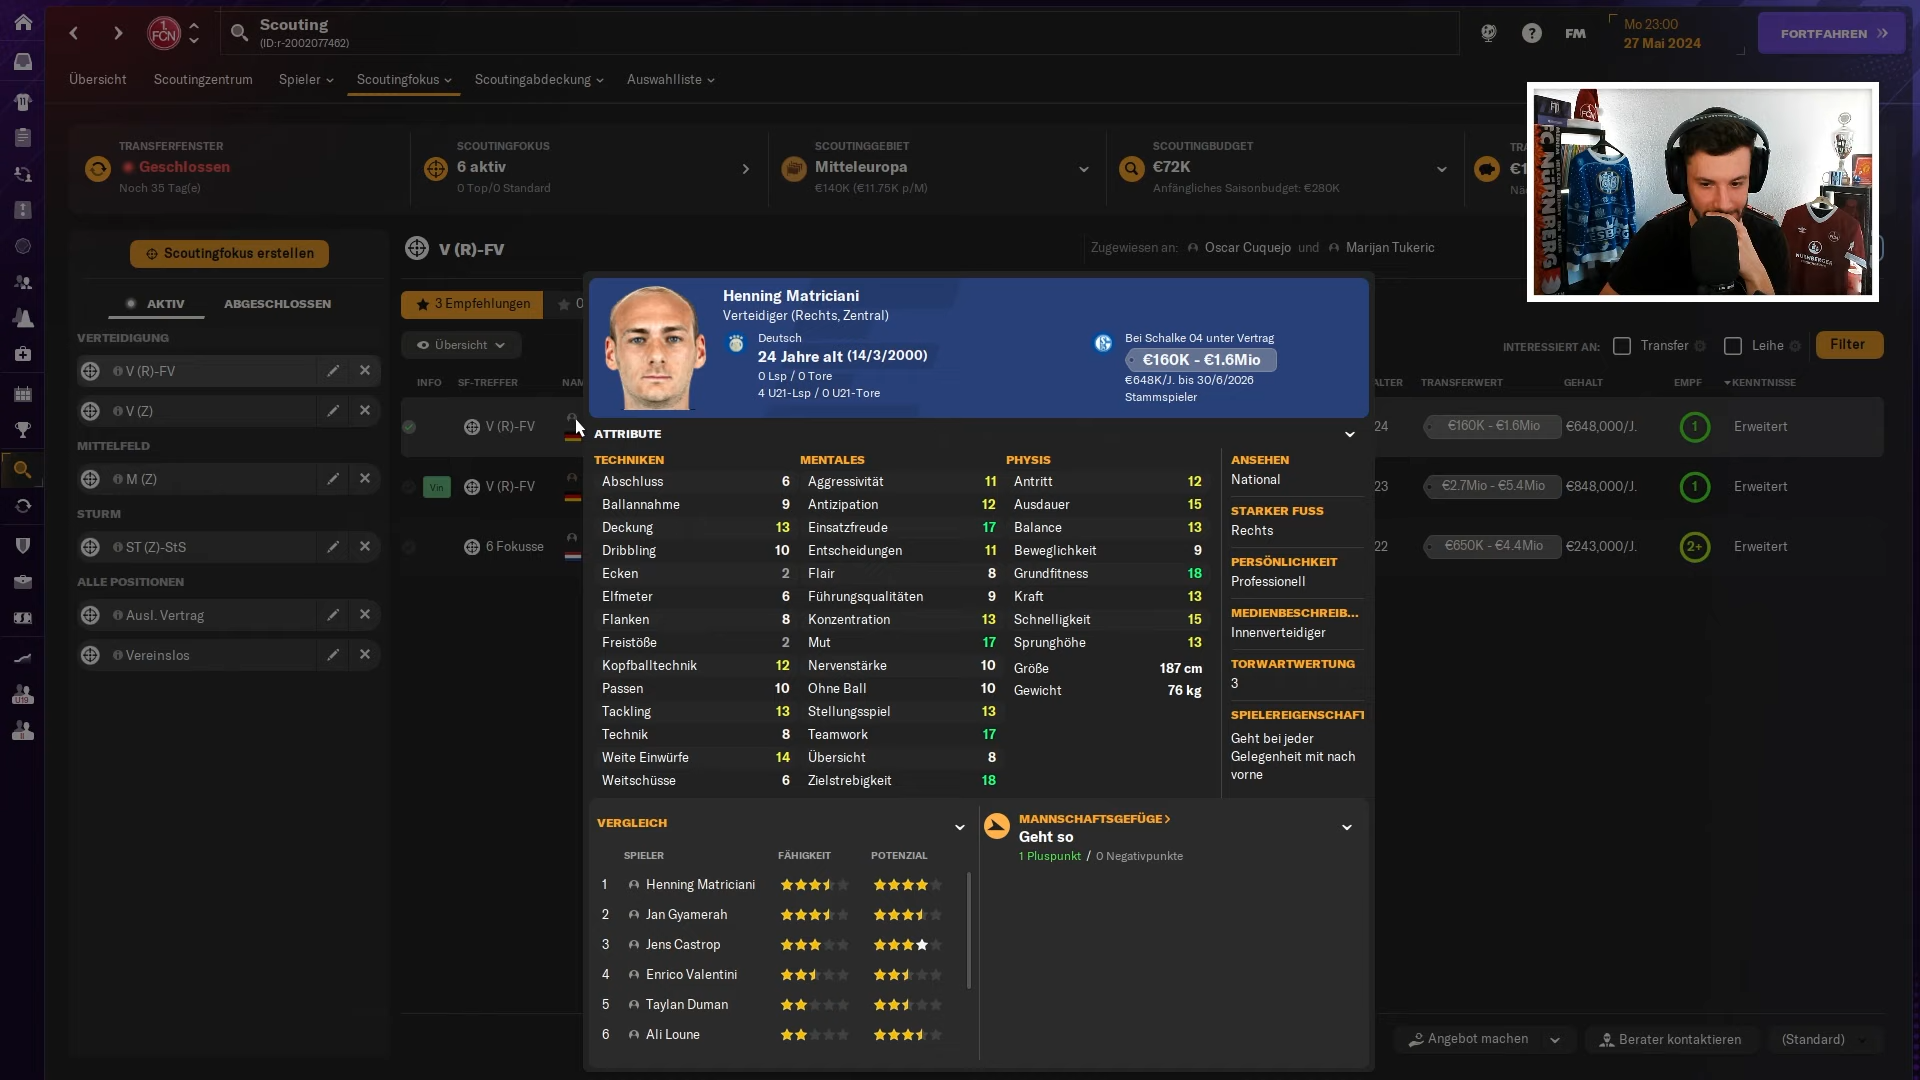 Scouting
(ID:r-2002077462)
FM
Mo 23:00
27 Mai 2024
FORTFAHREN
Übersicht
Scoutingzentrum
Spieler
Scoutingfokus
Scoutingabdeckung
Auswahlliste
TRANSFERFENSTER
Geschlossen
Noch 35 Tag(e)
SCOUTINGFOKUS
6 aktiv
0 Top/0 Standard
SCOUTINGGEBIET
Mitteleuropa
€140K (€11.75K p/M)
SCOUTINGBUDGET
€72K
Anfängliches Saisonbudget: €280K
Scoutingfokus erstellen
AKTIV
ABGESCHLOSSEN
VERTEIDIGUNG
V (R)-FV
V (Z)
MITTELFELD
M (Z)
STURM
ST (Z)-StS
ALLE POSITIONEN
Ausl. Vertrag
Vereinslos
V (R)-FV
Zugewiesen an: Oscar Cuquejo und Marijan Tukeric
3 Empfehlungen
Übersicht
INTERESSIERT AN: Transfer Leihe Filter
INFO SF-TREFFER
ALTER TRANSFERWERT GEHALT EMPF KENNTNISSE
V (R)-FV 24 €160K - €1.6Mio €648,000/J. 1 Erweitert
Vin V (R)-FV 23 €2.7Mio - €5.4Mio €848,000/J. 1 Erweitert
6 Fokusse 22 €650K - €4.4Mio €243,000/J. 2+ Erweitert
Henning Matriciani
Verteidiger (Rechts, Zentral)
Deutsch
24 Jahre alt (14/3/2000)
0 Lsp / 0 Tore
4 U21-Lsp / 0 U21-Tore
Bei Schalke 04 unter Vertrag
€160K - €1.6Mio
€648K/J. bis 30/6/2026
Stammspieler
ATTRIBUTE
TECHNIKEN
Abschluss 6
Ballannahme 9
Deckung 13
Dribbling 10
Ecken 2
Elfmeter 6
Flanken 8
Freistöße 2
Kopfballtechnik 12
Passen 10
Tackling 13
Technik 8
Weite Einwürfe 14
Weitschüsse 6
MENTALES
Aggressivität 11
Antizipation 12
Einsatzfreude 17
Entscheidungen 11
Flair 8
Führungsqualitäten 9
Konzentration 13
Mut 17
Nervenstärke 10
Ohne Ball 10
Stellungsspiel 13
Teamwork 17
Übersicht 8
Zielstrebigkeit 18
PHYSIS
Antritt 12
Ausdauer 15
Balance 13
Beweglichkeit 9
Grundfitness 18
Kraft 13
Schnelligkeit 15
Sprunghöhe 13
Größe 187 cm
Gewicht 76 kg
ANSEHEN
National
STARKER FUSS
Rechts
PERSÖNLICHKEIT
Professionell
MEDIENBESCHREIB...
Innenverteidiger
TORWARTWERTUNG
3
SPIELEREIGENSCHAFT
Geht bei jeder
Gelegenheit mit nach
vorne
VERGLEICH
SPIELER FÄHIGKEIT POTENZIAL
1 Henning Matriciani
2 Jan Gyamerah
3 Jens Castrop
4 Enrico Valentini
5 Taylan Duman
6 Ali Loune
MANNSCHAFTSGEFÜGE
Geht so
1 Pluspunkt / 0 Negativpunkte
Angebot machen
Berater kontaktieren
(Standard)